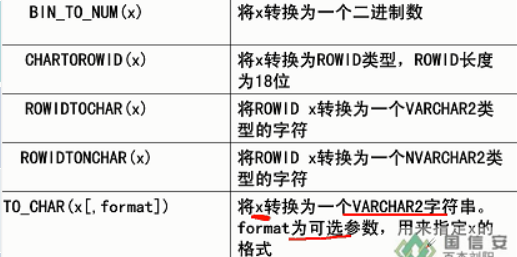 BIN_TO_NUM(x)
将x转换为一个二进制数
CHARTOROWID(x)
将x转换为ROWID类型，ROWID长度
为18位
ROWIDTOCHAR(x)
将ROWID x转换为一个VARCHAR2类
型的字符
ROWIDTONCHAR(x)
将ROWID x转换为一个NVARCHAR2类
型的字符
TO_CHAR(x[,format])
将x转换为一个VARCHAR2字符串。
format为可选参数，用来指定x的
格式
国信安